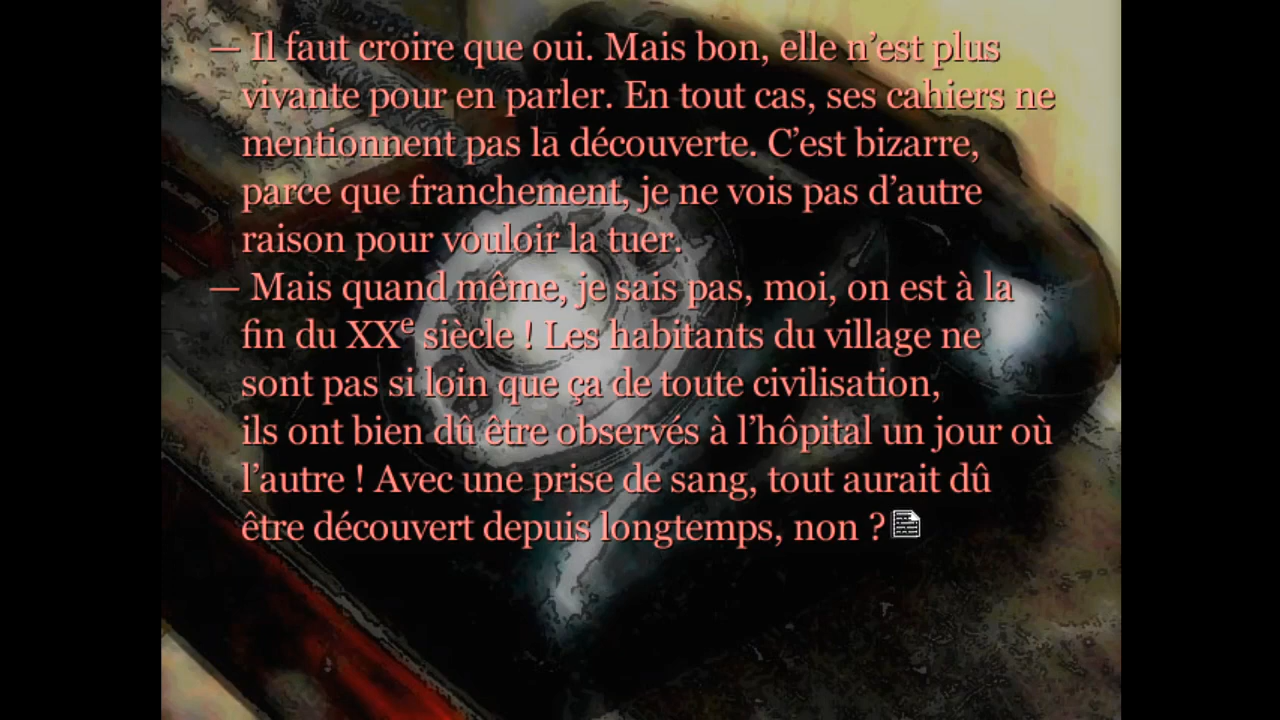 — Il faut croire que oui. Mais bon, elle n’est plus
vivante pour en parler. En tout cas, ses cahiers ne
mentionnent pas la découverte. C’est bizarre,
parce que franchement, je ne vois pas d’autre
raison pour vouloir la tuer.
— Mais quand même, je sais pas, moi, on est à la
fin du XXᵉ siècle ! Les habitants du village ne
sont pas si loin que ça de toute civilisation,
ils ont bien dû être observés à l’hôpital un jour où
l’autre ! Avec une prise de sang, tout aurait dû
être découvert depuis longtemps, non ?